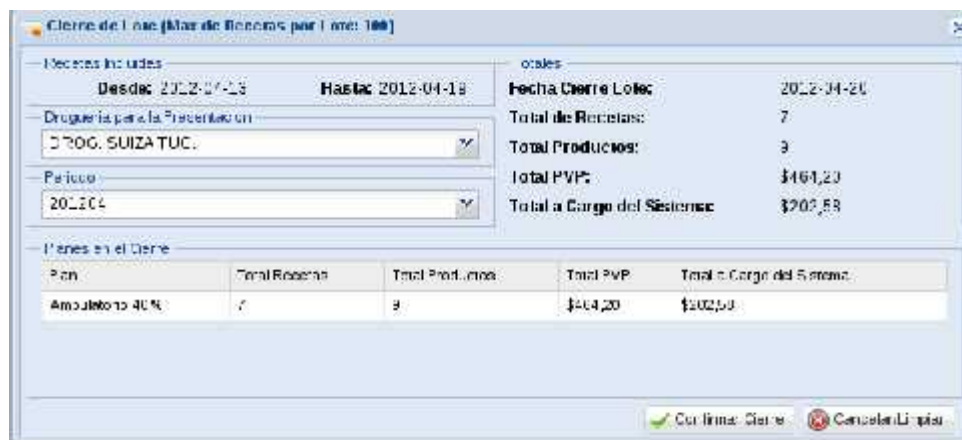 Cierre de Lote (Max de Recetas por Lote: 100)
Recetas Incluidas
Desde: 2012-04-13 Hasta: 2012-04-19
Droguería para la Presentación
DROG. SUIZA TUC.
Periodo
201204
Totales
Fecha Cierre Lote: 2012-04-20
Total de Recetas: 7
Total Productos: 9
Total PVP: $464,20
Total a Cargo del Sistema: $202,58
Planes en el Cierre
Plan Total Recetas Total Productos Total PVP Total a Cargo del Sistema
Ambulatorio 40% 7 9 $464,20 $202,58
Confirmar Cierre Cancelar/Limpiar